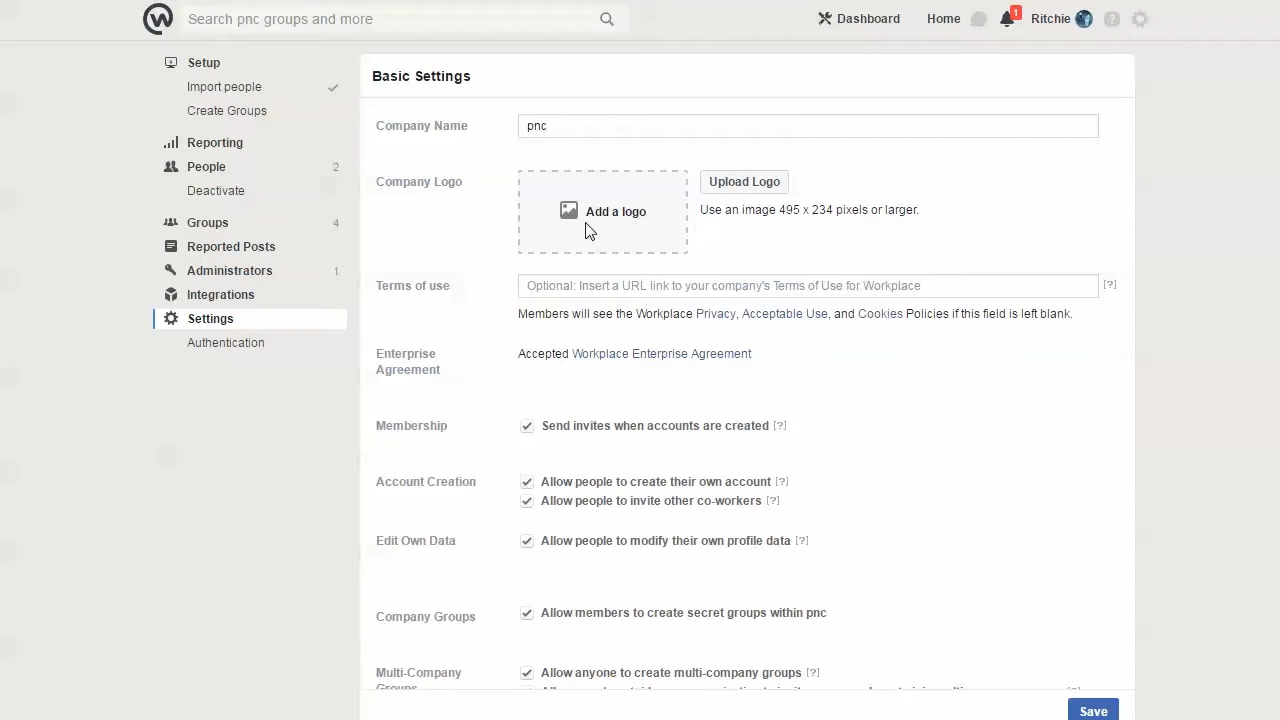 Search pnc groups and more
Dashboard
Home
1
Ritchie
?
Setup
Import people
Create Groups
Reporting
People 2
Deactivate
Groups 4
Reported Posts
Administrators 1
Integrations
Settings
Authentication
Basic Settings
Company Name pnc
Company Logo Add a logo Upload Logo
Use an image 495 x 234 pixels or larger.
Terms of use Optional: Insert a URL link to your company's Terms of Use for Workplace [?]
Members will see the Workplace Privacy, Acceptable Use, and Cookies Policies if this field is left blank.
Enterprise Agreement Accepted Workplace Enterprise Agreement
Membership Send invites when accounts are created [?]
Account Creation Allow people to create their own account [?]
Allow people to invite other co-workers [?]
Edit Own Data Allow people to modify their own profile data [?]
Company Groups Allow members to create secret groups within pnc
Multi-Company Groups Allow anyone to create multi-company groups [?]
Save